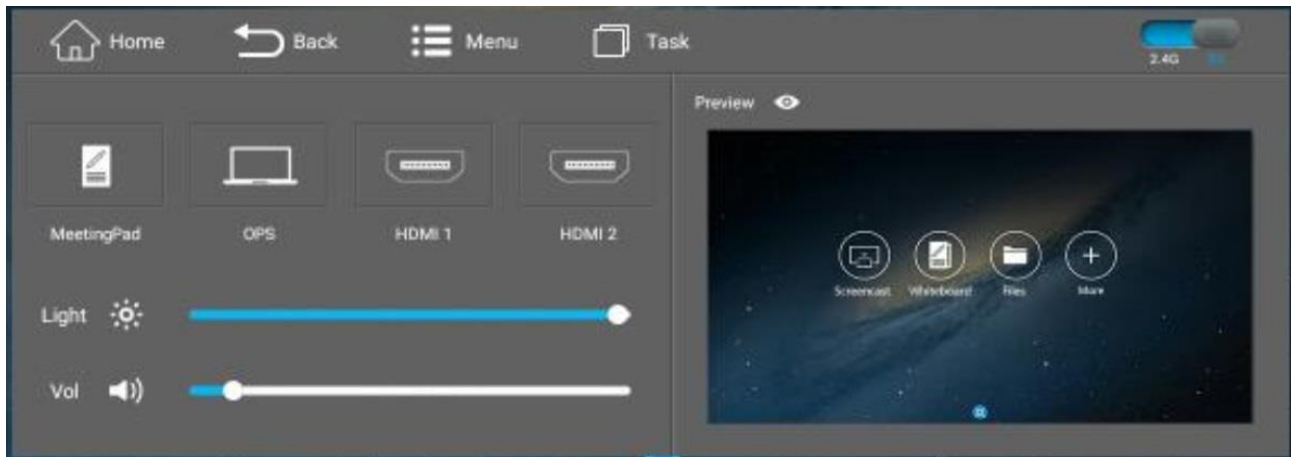 Home Back Menu Task
2.4G
Preview
MeetingPad OPS HDMI 1 HDMI 2
Screencast Whiteboard Files More
Light
Vol